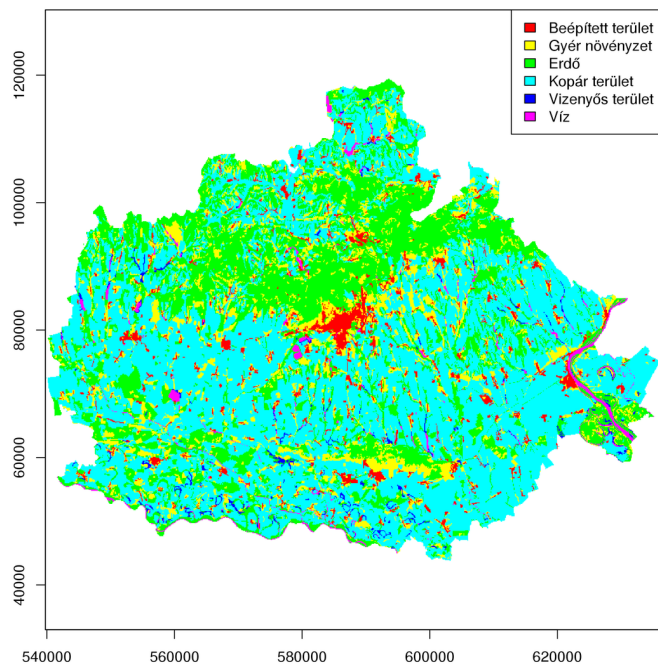 Beépített terület
Gyér növényzet
Erdő
Kopár terület
Vizenyős terület
Víz
120000
100000
80000
60000
40000
540000 560000 580000 600000 620000